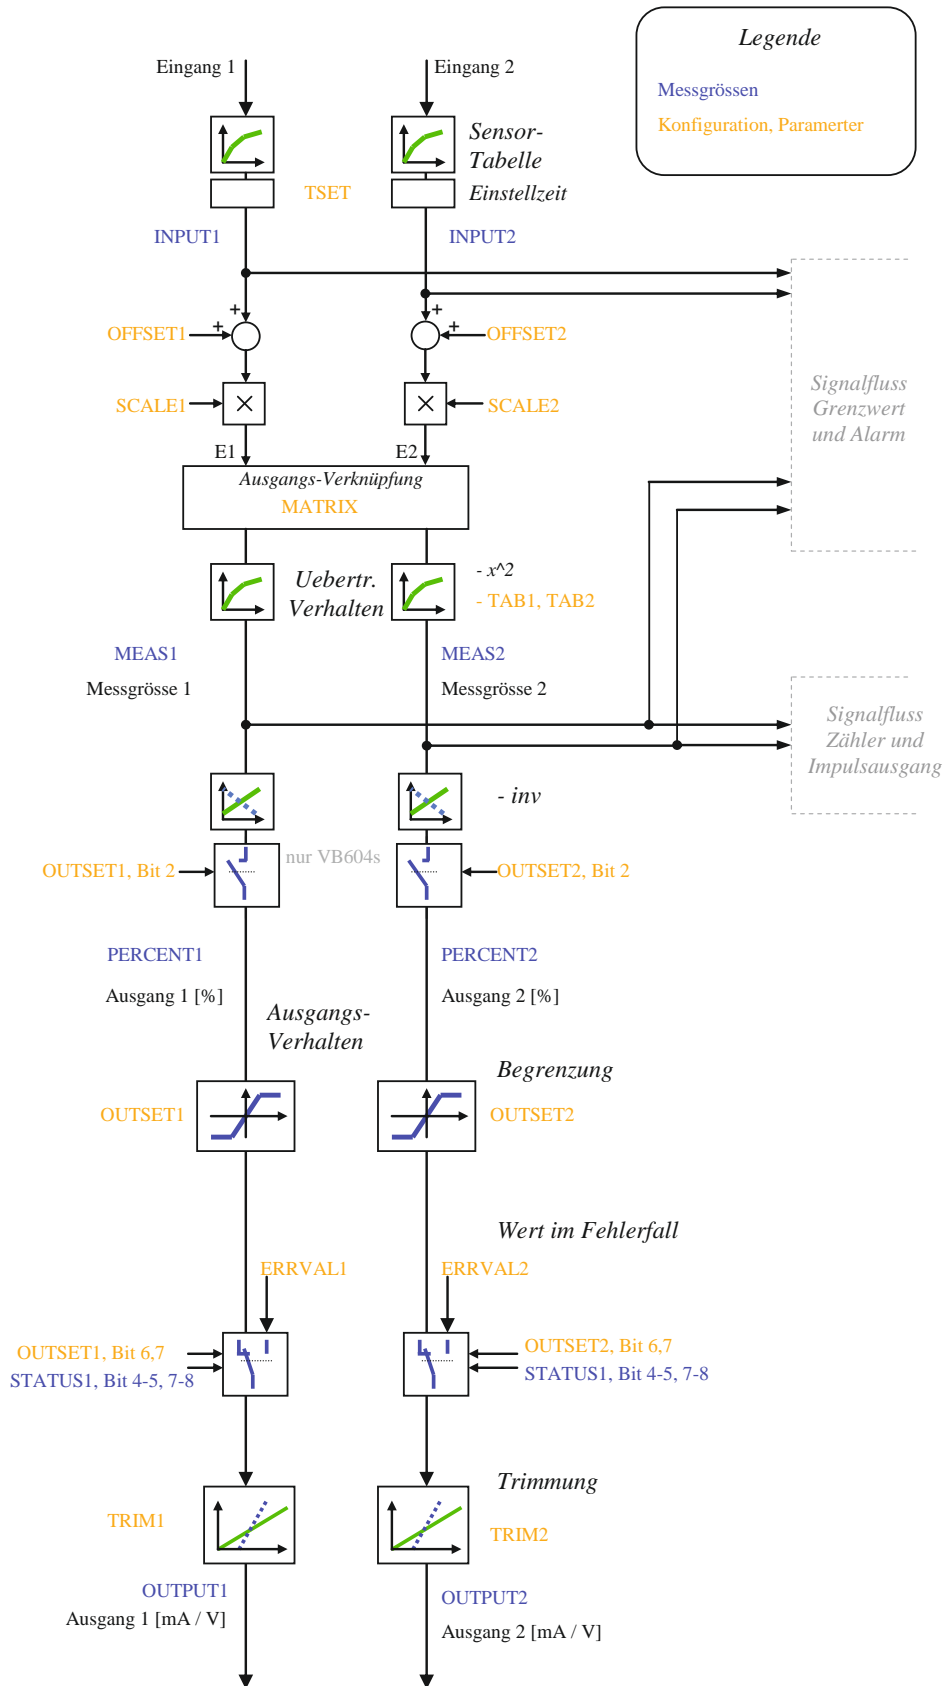 Legende
Messgrössen
Konfiguration, Paramerter
Eingang 1
Eingang 2
Sensor-
Tabelle
TSET
Einstellzeit
INPUT1
INPUT2
+
+
+
+
OFFSET1
OFFSET2
SCALE1
SCALE2
Signalfluss
Grenzwert
und Alarm
E1
E2
Ausgangs-Verknüpfung
MATRIX
Uebertr.
Verhalten
- x^2
- TAB1, TAB2
MEAS1
MEAS2
Messgrösse 1
Messgrösse 2
Signalfluss
Zähler und
Impulsausgang
- inv
nur VB604s
OUTSET1, Bit 2
OUTSET2, Bit 2
PERCENT1
PERCENT2
Ausgang 1 [%]
Ausgang 2 [%]
Ausgangs-
Verhalten
Begrenzung
OUTSET1
OUTSET2
Wert im Fehlerfall
ERRVAL1
ERRVAL2
OUTSET1, Bit 6,7
STATUS1, Bit 4-5, 7-8
OUTSET2, Bit 6,7
STATUS1, Bit 4-5, 7-8
Trimmung
TRIM1
TRIM2
OUTPUT1
Ausgang 1 [mA / V]
OUTPUT2
Ausgang 2 [mA / V]